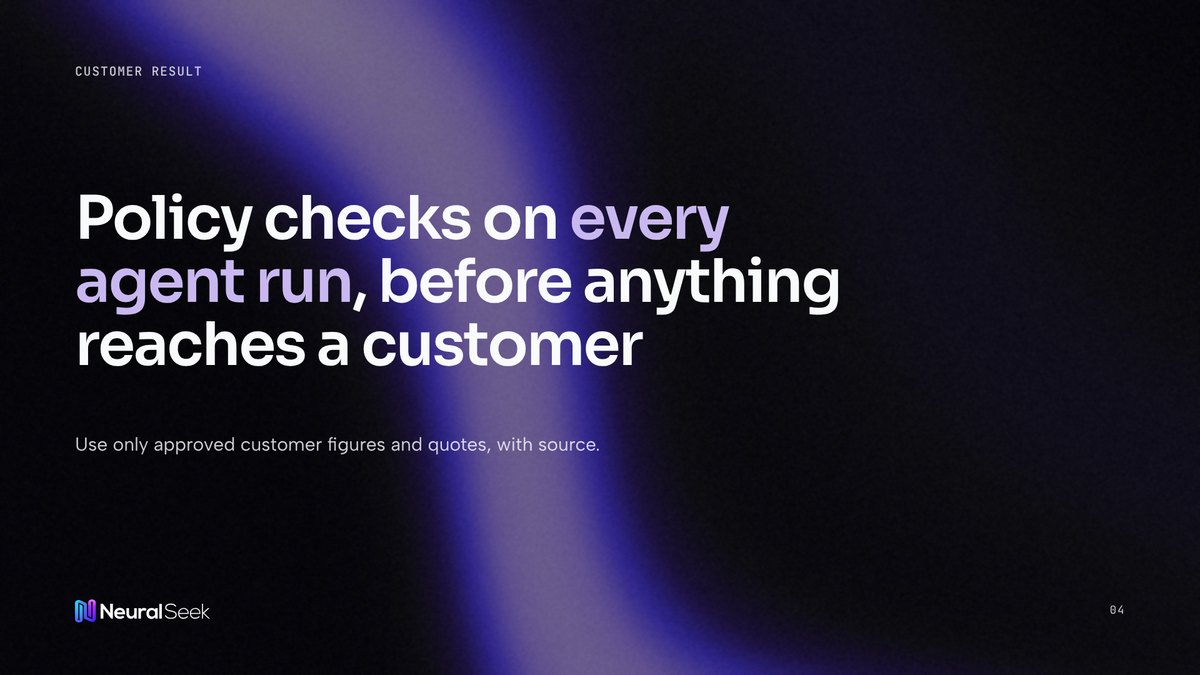 CUSTOMER RESULT
Policy checks on every
agent run, before anything
reaches a customer
Use only approved customer figures and quotes, with source.
NeuralSeek
04